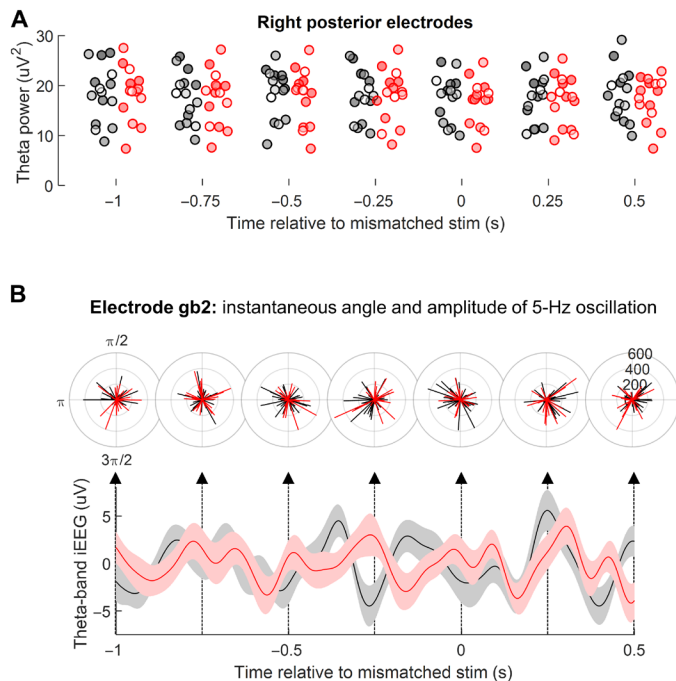 A
Right posterior electrodes
Theta power (uV²)
30
20
10
0
−1 −0.75 −0.5 −0.25 0 0.25 0.5
Time relative to mismatched stim (s)
B
Electrode gb2: instantaneous angle and amplitude of 5-Hz oscillation
π/2
π
3π/2
600
400
200
Theta-band iEEG (uV)
5
0
−5
−1 −0.5 0 0.5
Time relative to mismatched stim (s)